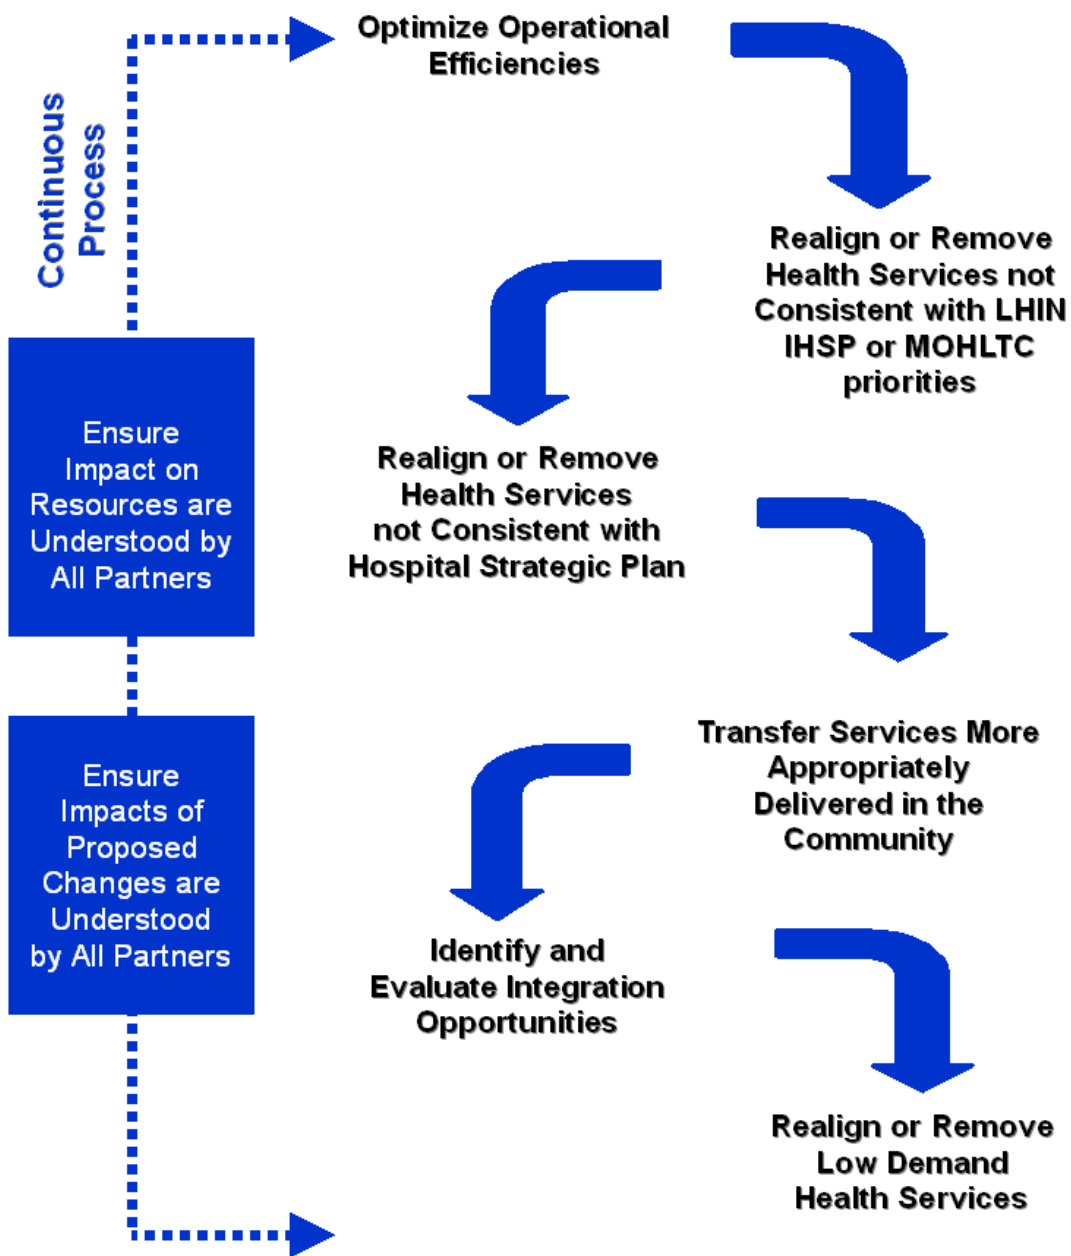 Optimize Operational
Efficiencies
Continuous
Process
Realign or Remove
Health Services not
Consistent with LHIN
IHSP or MOHLTC
priorities
Ensure
Impact on
Resources are
Understood by
All Partners
Realign or Remove
Health Services
not Consistent with
Hospital Strategic Plan
Transfer Services More
Appropriately
Delivered in the
Community
Ensure
Impacts of
Proposed
Changes are
Understood
by All Partners
Identify and
Evaluate Integration
Opportunities
Realign or Remove
Low Demand
Health Services